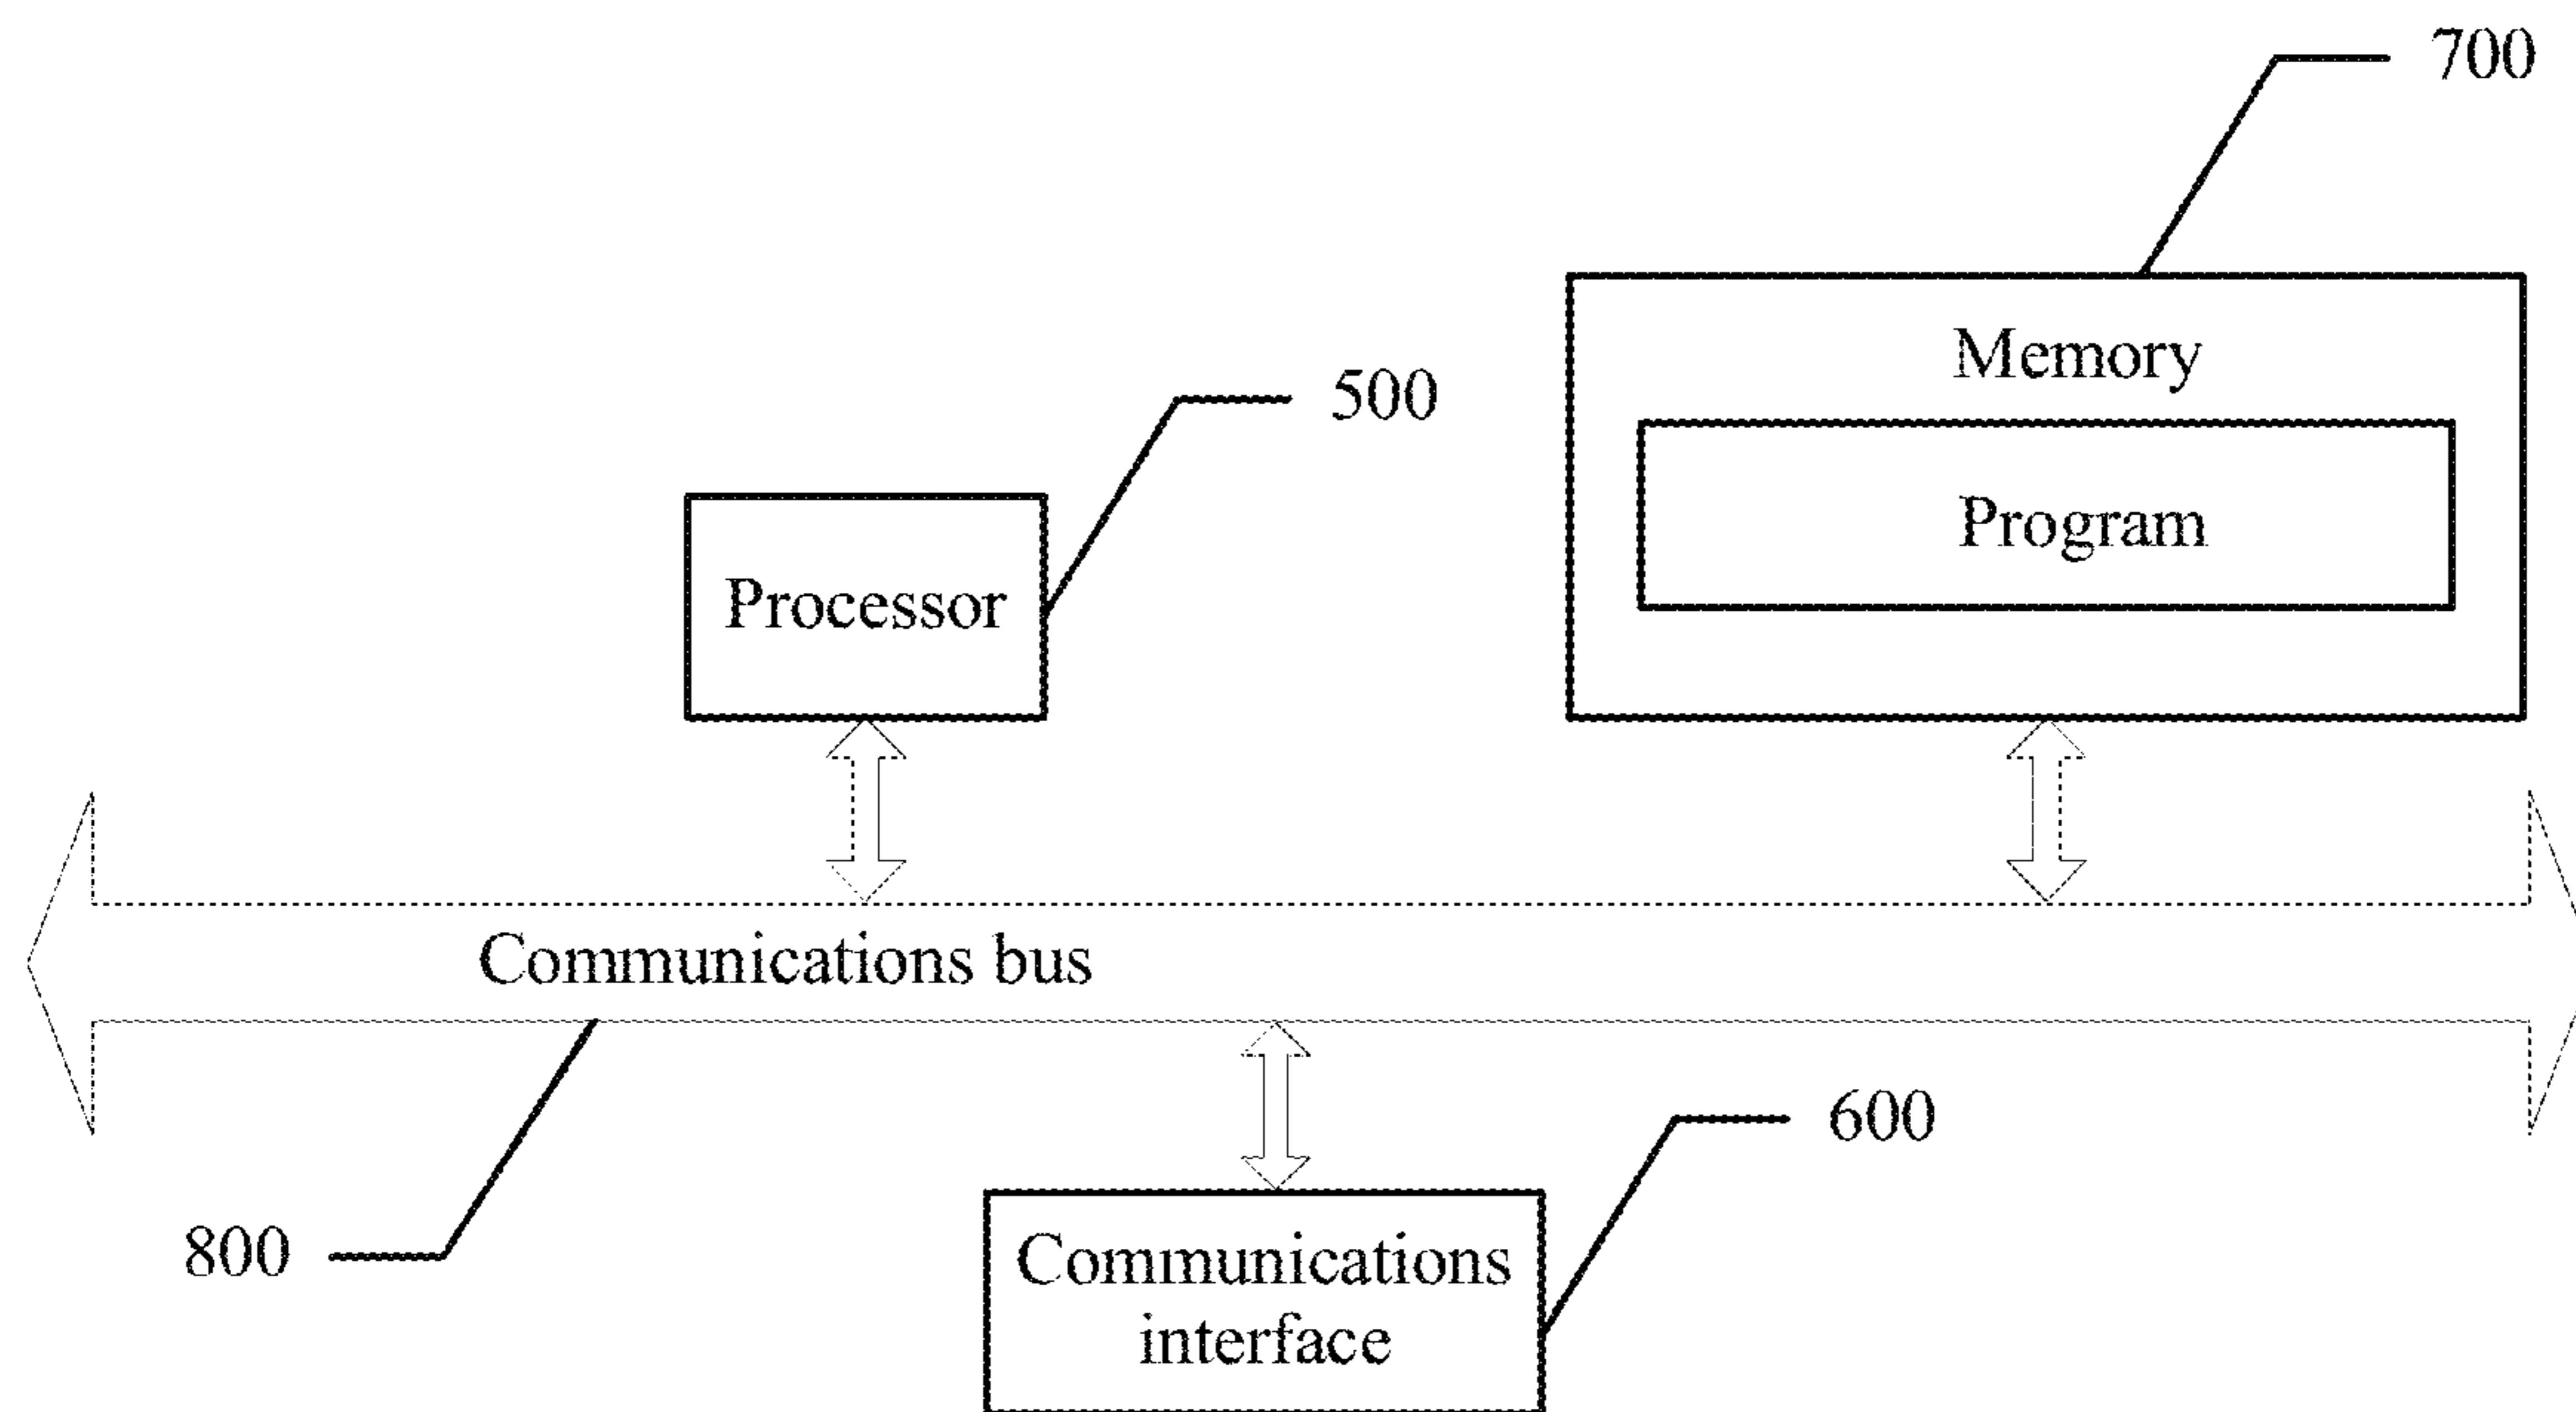 700
Memory
500
Program
Processor
Communications bus
600
800
Communications
interface